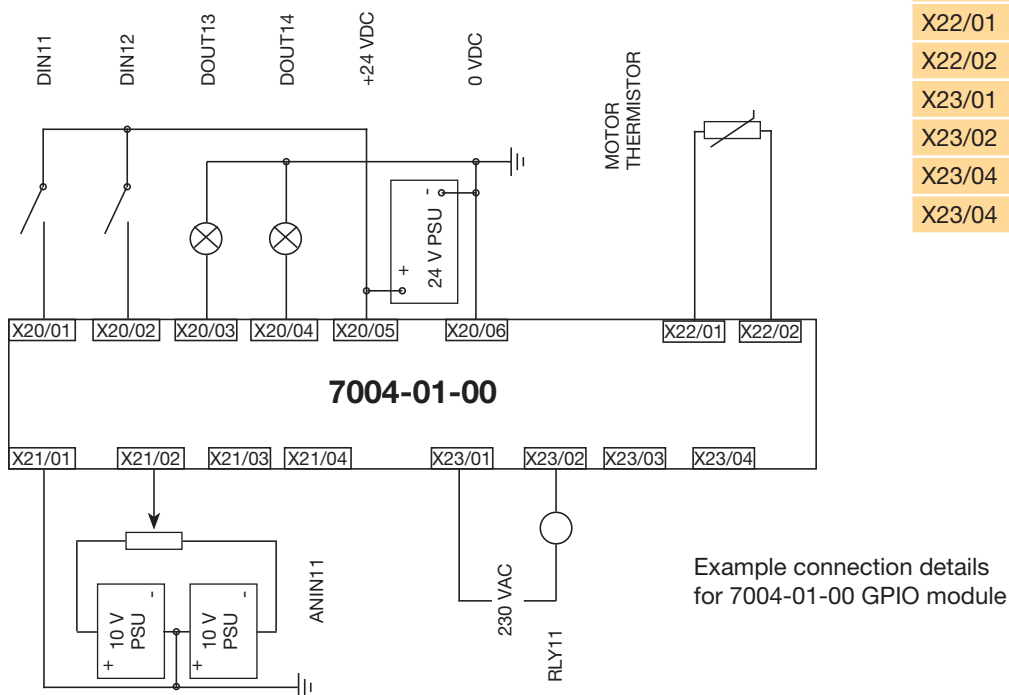 DIN11
DIN12
DOUT13
DOUT14
+24 VDC
0 VDC
MOTOR
THERMISTOR
X22/01
X22/02
X23/01
X23/02
X23/04
X23/04
-
+
24 V PSU
X20/01
X20/02
X20/03
X20/04
X20/05
X20/06
X22/01
X22/02
7004-01-00
X21/01
X21/02
X21/03
X21/04
X23/01
X23/02
X23/03
X23/04
+
10 V
PSU
-
+
10 V
PSU
-
ANIN11
230 VAC
RLY11
Example connection details
for 7004-01-00 GPIO module